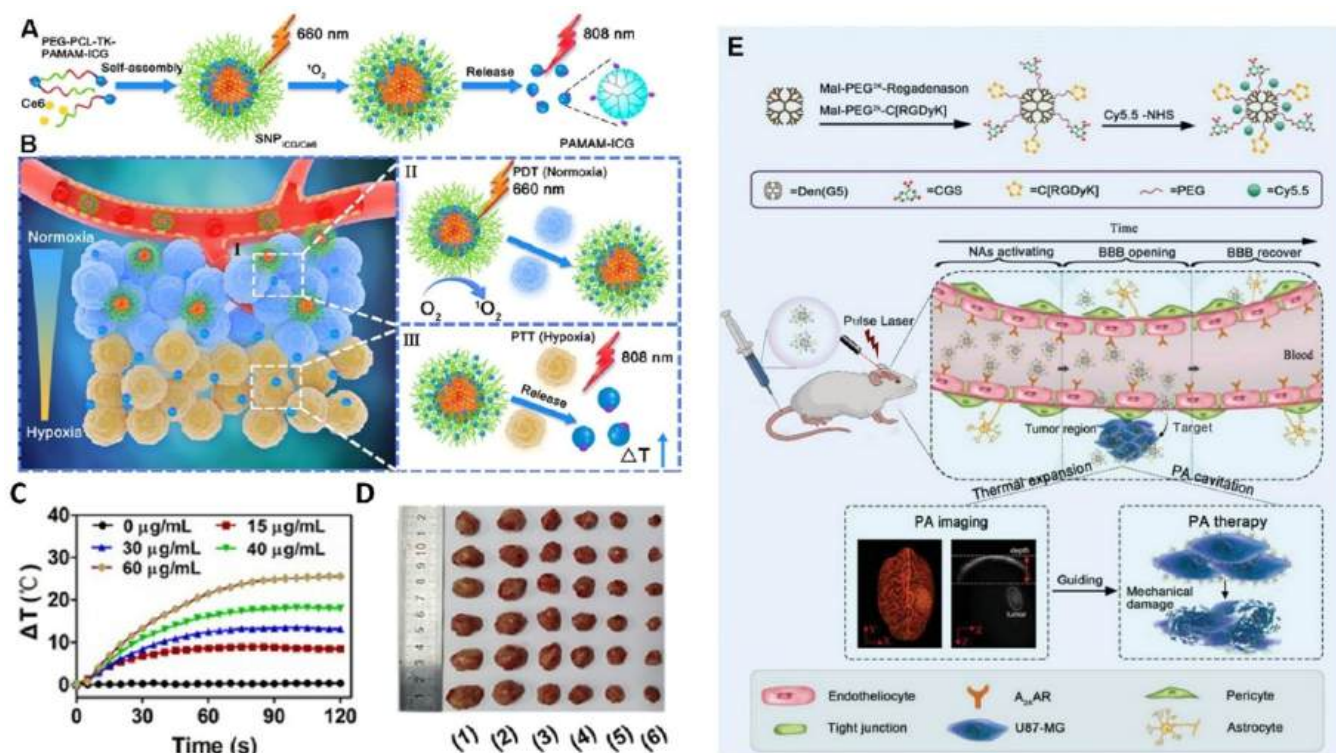 A
PEG-PCL-TK-
PAMAM-ICG
Self-assembly
Ce6
660 nm
¹O₂
Release
808 nm
SNP ICG/Ce6
PAMAM-ICG
B
Normoxia
Hypoxia
I
II
PDT (Normoxia)
660 nm
O₂
¹O₂
III
PTT (Hypoxia)
808 nm
Release
△T
C
0 μg/mL
15 μg/mL
30 μg/mL
40 μg/mL
60 μg/mL
ΔT (℃)
40
30
20
10
0
0 30 60 90 120
Time (s)
D
(1) (2) (3) (4) (5) (6)
E
Mal-PEG²ᴷ-Regadenason
Mal-PEG²ᴷ-C[RGDyK]
Cy5.5 -NHS
=Den(G5) =CGS =C[RGDyK] =PEG =Cy5.5
Time
NAs activating BBB opening BBB recover
Pulse Laser
Blood
Tumor region
Target
Thermal expansion
PA cavitation
PA imaging
depth
tumor
Guiding
PA therapy
Mechanical
damage
Endotheliocyte
Pericyte
Tight junction
U87-MG
Astrocyte